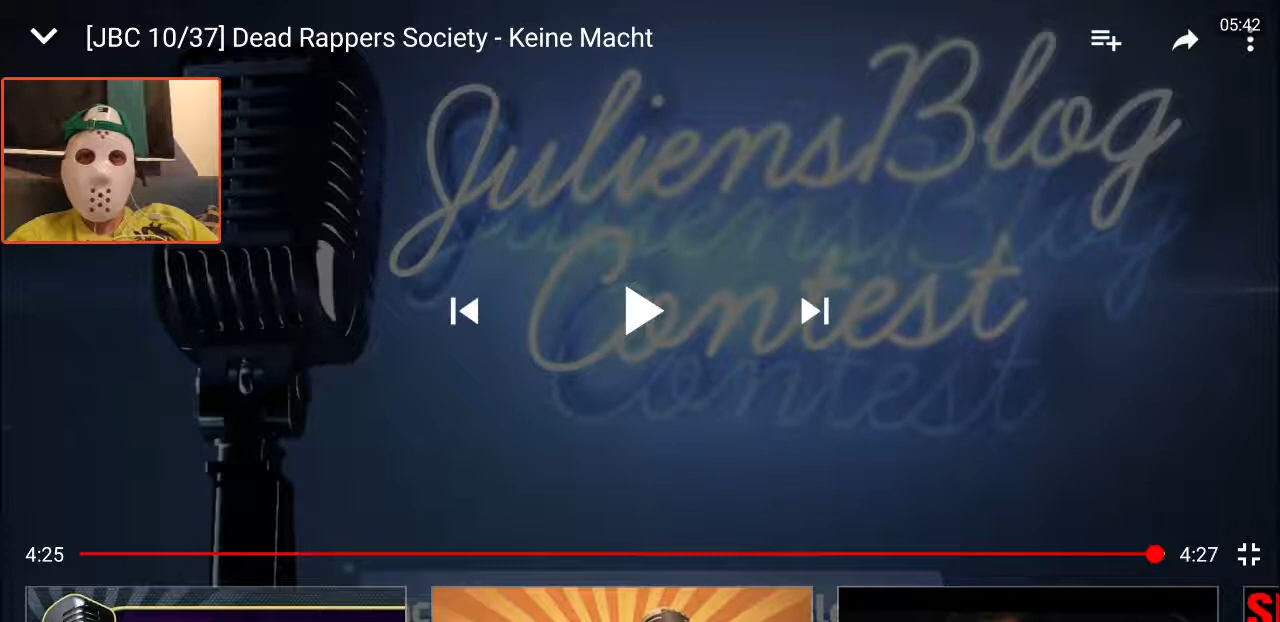 [JBC 10/37] Dead Rappers Society - Keine Macht
05:42
JuliensBlog
Contest
4:25
4:27